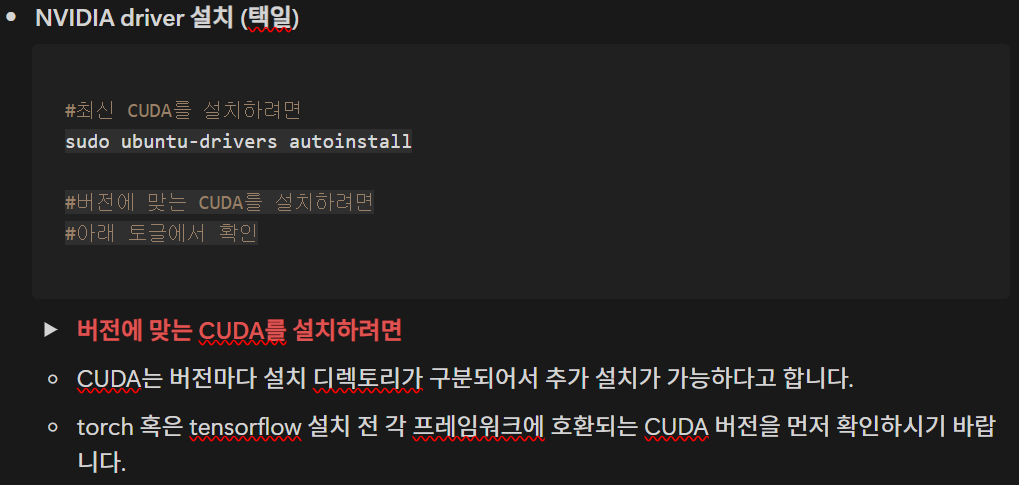 NVIDIA driver 설치 (택일)
#최신 CUDA를 설치하려면
sudo ubuntu-drivers autoinstall
#버전에 맞는 CUDA를 설치하려면
#아래 토글에서 확인
버전에 맞는 CUDA를 설치하려면
CUDA는 버전마다 설치 디렉토리가 구분되어서 추가 설치가 가능하다고 합니다.
torch 혹은 tensorflow 설치 전 각 프레임워크에 호환되는 CUDA 버전을 먼저 확인하시기 바랍
니다.